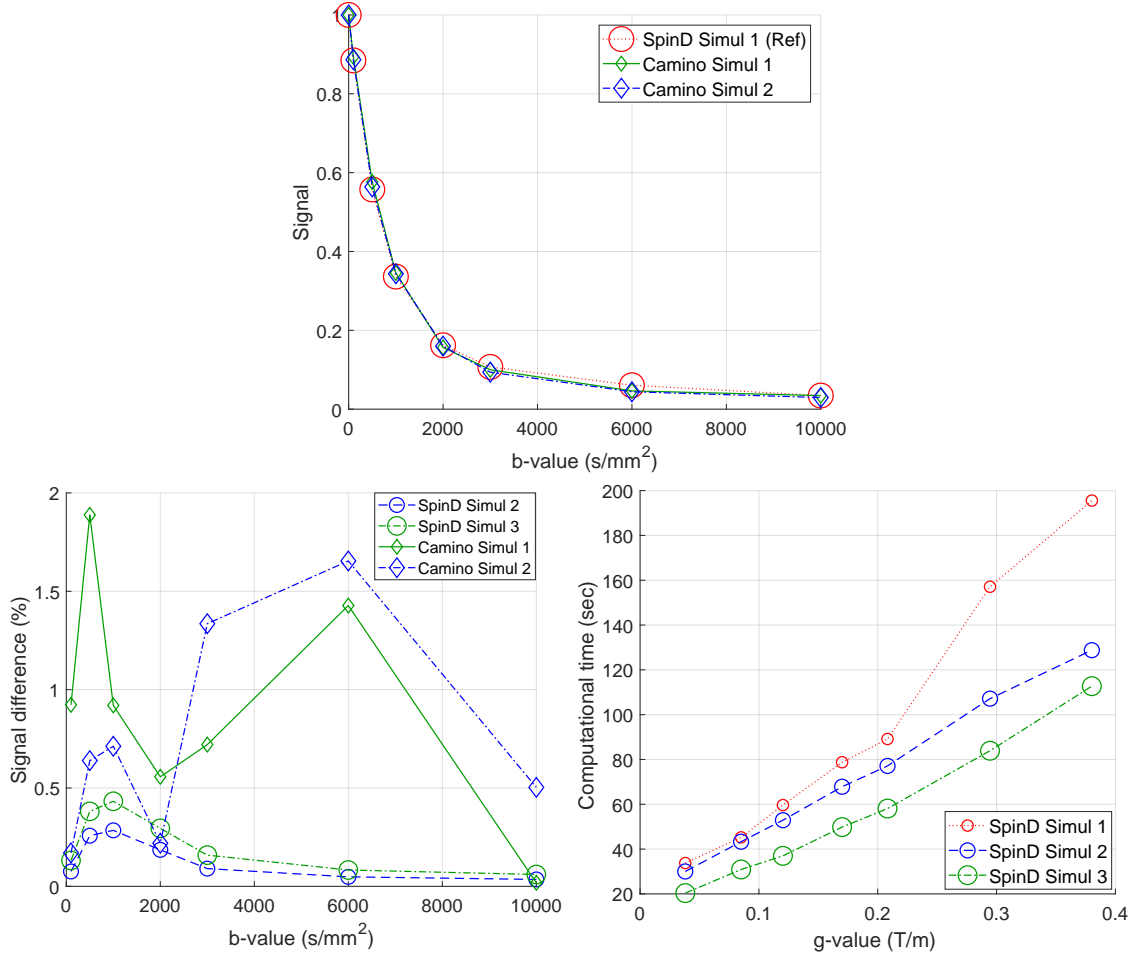 1
0.8
0.6
0.4
0.2
0
Signal
0 2000 4000 6000 8000 10000
b-value (s/mm²)
SpinD Simul 1 (Ref)
Camino Simul 1
Camino Simul 2
2
1.5
1
0.5
0
Signal difference (%)
0 2000 4000 6000 8000 10000
b-value (s/mm²)
SpinD Simul 2
SpinD Simul 3
Camino Simul 1
Camino Simul 2
200
180
160
140
120
100
80
60
40
20
Computational time (sec)
0 0.1 0.2 0.3 0.4
g-value (T/m)
SpinD Simul 1
SpinD Simul 2
SpinD Simul 3